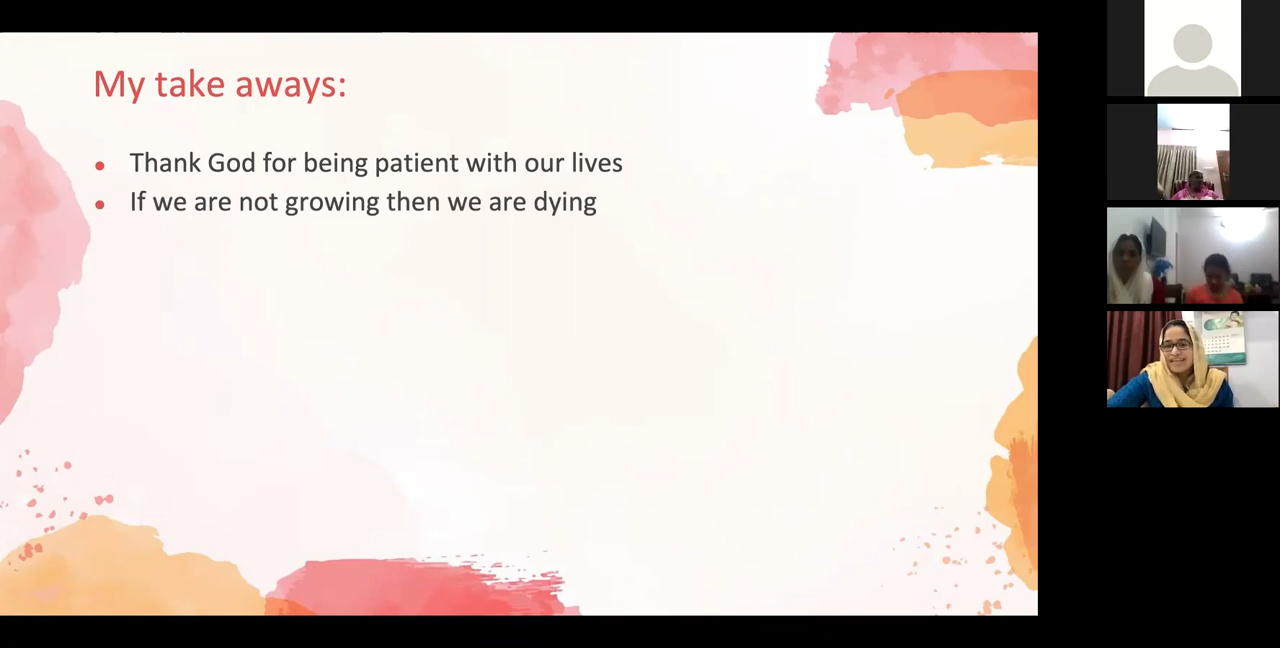 My take aways:
Thank God for being patient with our lives
If we are not growing then we are dying